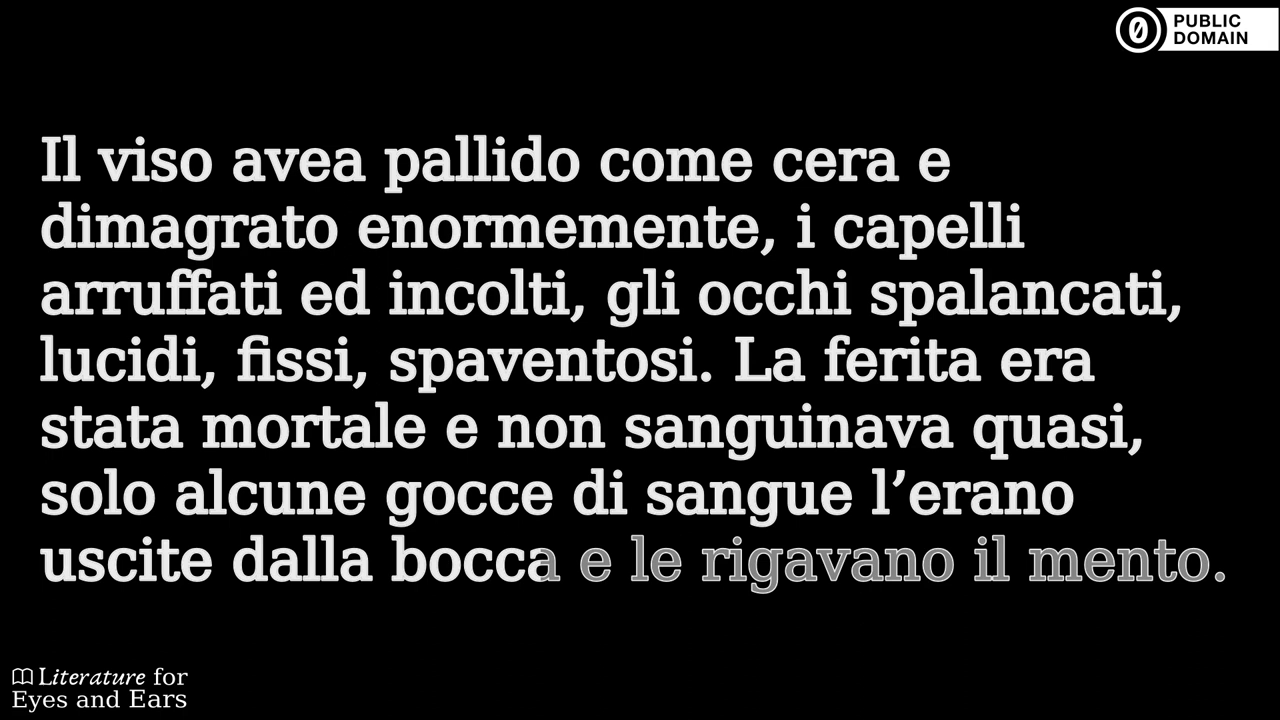 PUBLIC
DOMAIN
Il viso avea pallido come cera e
dimagrato enormemente, i capelli
arruffati ed incolti, gli occhi spalancati,
lucidi, fissi, spaventosi. La ferita era
stata mortale e non sanguinava quasi,
solo alcune gocce di sangue l’erano
uscite dalla bocca e le rigavano il mento.
Literature for
Eyes and Ears